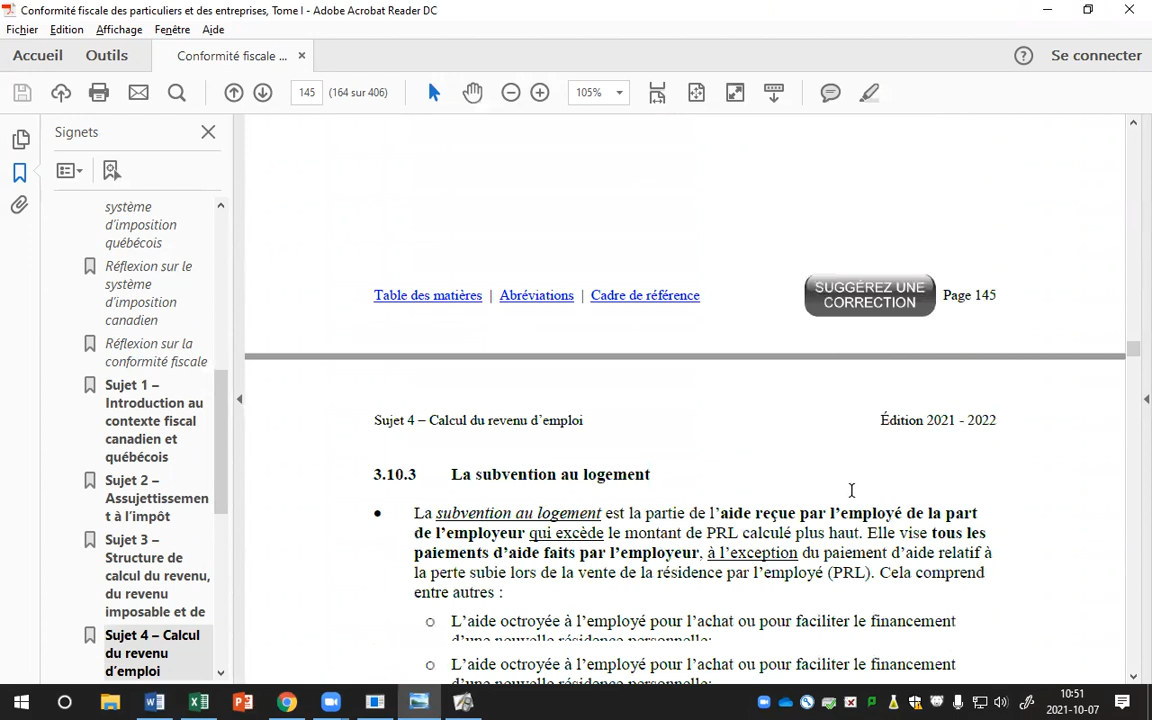 Conformité fiscale des particuliers et des entreprises, Tome I - Adobe Acrobat Reader DC
Fichier Edition Affichage Fenêtre Aide
Accueil Outils Conformité fiscale ... × Se connecter
145 (164 sur 406) 105%
Signets
système
d'imposition
québécois
Réflexion sur le
système
d'imposition
canadien
Réflexion sur la
conformité fiscale
Sujet 1 –
Introduction au
contexte fiscal
canadien et
québécois
Sujet 2 –
Assujettissemen
t à l'impôt
Sujet 3 –
Structure de
calcul du revenu,
du revenu
imposable et de
Sujet 4 – Calcul
du revenu
d'emploi
Table des matières | Abréviations | Cadre de référence
SUGGÉREZ UNE
CORRECTION
Page 145
Sujet 4 – Calcul du revenu d'emploi Édition 2021 - 2022
3.10.3 La subvention au logement
• La subvention au logement est la partie de l'aide reçue par l'employé de la part
de l'employeur qui excède le montant de PRL calculé plus haut. Elle vise tous les
paiements d'aide faits par l'employeur, à l'exception du paiement d'aide relatif à
la perte subie lors de la vente de la résidence par l'employé (PRL). Cela comprend
entre autres :
o L'aide octroyée à l'employé pour l'achat ou pour faciliter le financement
d'une nouvelle résidence personnelle;
o L'aide octroyée à l'employé pour l'achat ou pour faciliter le financement
d'une nouvelle résidence personnelle;
10:51
2021-10-07